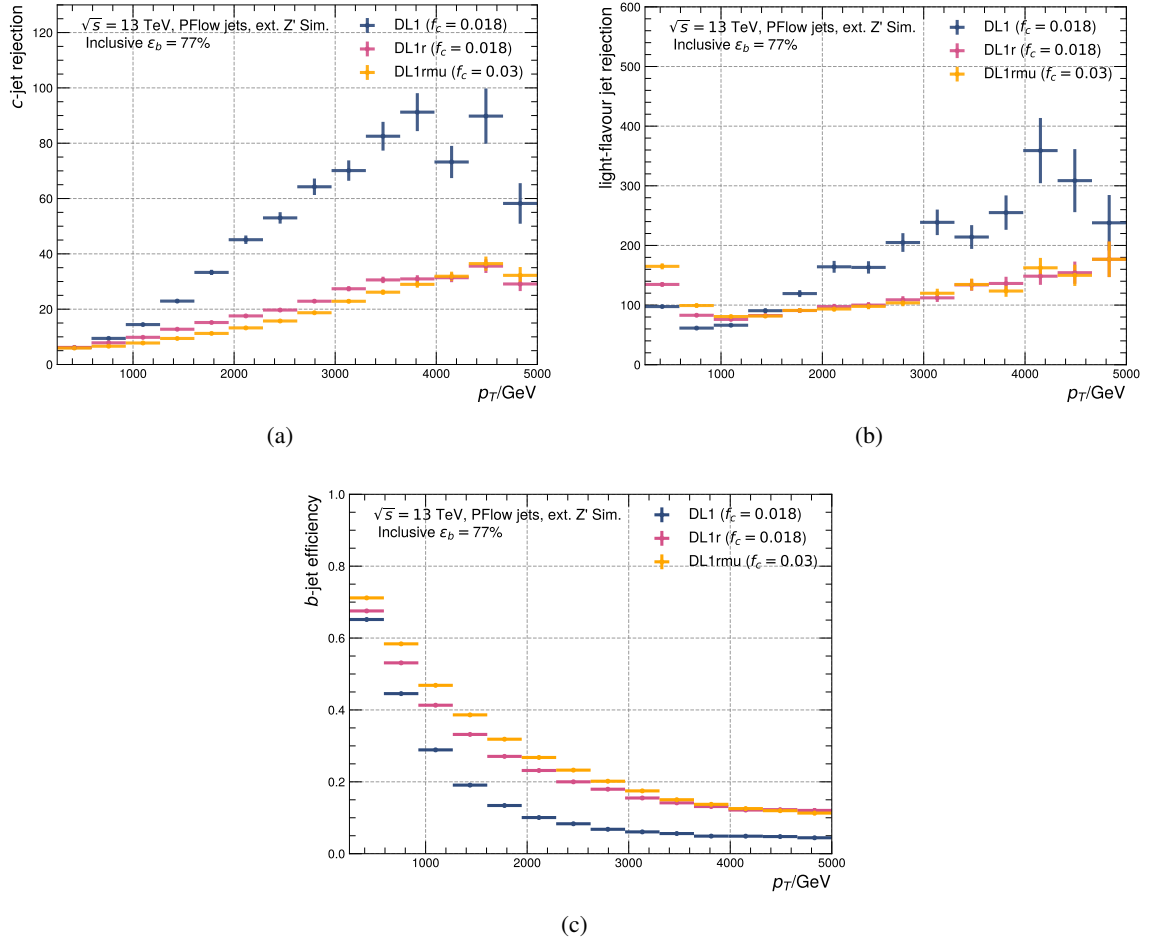 c-jet rejection
√s = 13 TeV, PFlow jets, ext. Z' Sim.
Inclusive ε_b = 77%
DL1 (f_c = 0.018)
DL1r (f_c = 0.018)
DL1rmu (f_c = 0.03)
120
100
80
60
40
20
0
1000 2000 3000 4000 5000
p_T/GeV
(a)
light-flavour jet rejection
√s = 13 TeV, PFlow jets, ext. Z' Sim.
Inclusive ε_b = 77%
DL1 (f_c = 0.018)
DL1r (f_c = 0.018)
DL1rmu (f_c = 0.03)
600
500
400
300
200
100
0
1000 2000 3000 4000 5000
p_T/GeV
(b)
b-jet efficiency
√s = 13 TeV, PFlow jets, ext. Z' Sim.
Inclusive ε_b = 77%
DL1 (f_c = 0.018)
DL1r (f_c = 0.018)
DL1rmu (f_c = 0.03)
1.0
0.8
0.6
0.4
0.2
0.0
1000 2000 3000 4000 5000
p_T/GeV
(c)